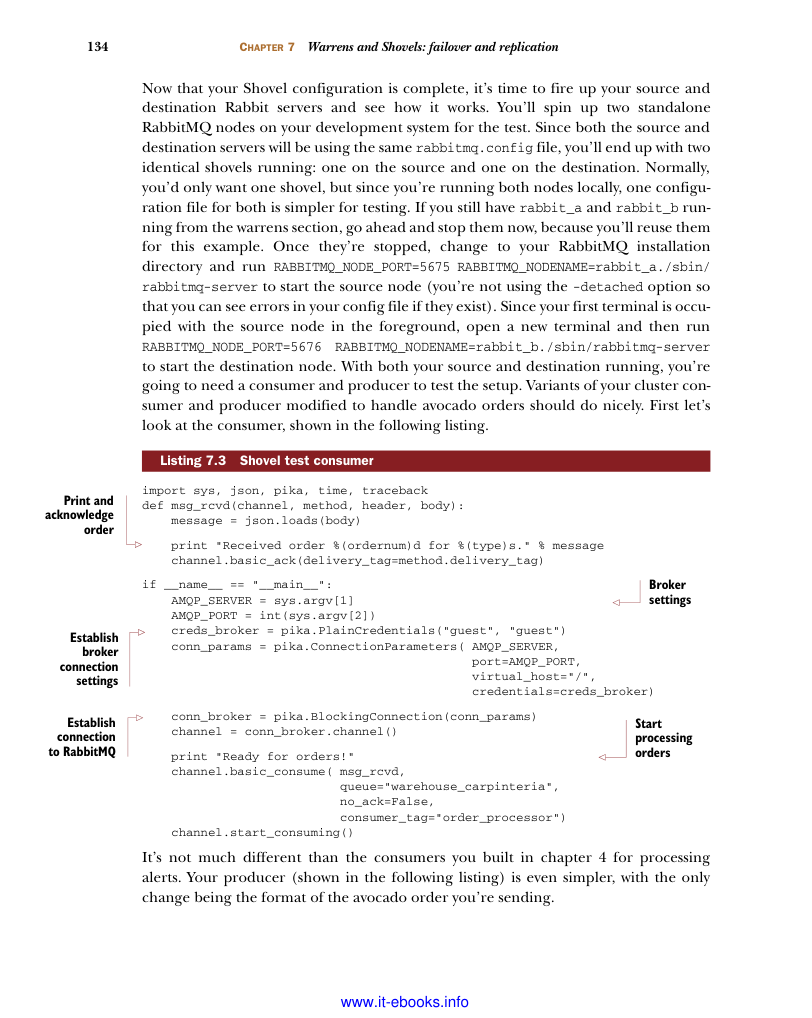 134
CHAPTER 7 Warrens and Shovels: failover and replication
Now that your Shovel configuration is complete, it's time to fire up your source and
destination Rabbit servers and see how it works. You'll spin up two standalone
RabbitMQ nodes on your development system for the test. Since both the source and
destination servers will be using the same rabbitmq.config file, you'll end up with two
identical shovels running: one on the source and one on the destination. Normally,
you'd only want one shovel, but since you're running both nodes locally, one configu-
ration file for both is simpler for testing. If you still have rabbit_a and rabbit_b run-
ning from the warrens section, go ahead and stop them now, because you'll reuse them
for this example. Once they're stopped, change to your RabbitMQ installation
directory and run RABBITMQ_NODE_PORT=5675 RABBITMQ_NODENAME=rabbit_a./sbin/
rabbitmq-server to start the source node (you're not using the -detached option so
that you can see errors in your config file if they exist). Since your first terminal is occu-
pied with the source node in the foreground, open a new terminal and then run
RABBITMQ_NODE_PORT=5676 RABBITMQ_NODENAME=rabbit_b./sbin/rabbitmq-server
to start the destination node. With both your source and destination running, you're
going to need a consumer and producer to test the setup. Variants of your cluster con-
sumer and producer modified to handle avocado orders should do nicely. First let's
look at the consumer, shown in the following listing.
Listing 7.3 Shovel test consumer
import sys, json, pika, time, traceback
def msg_rcvd(channel, method, header, body):
    message = json.loads(body)
Print and
acknowledge
order
    print "Received order %(ordernum)d for %(type)s." % message
    channel.basic_ack(delivery_tag=method.delivery_tag)
if __name__ == "__main__":
    AMQP_SERVER = sys.argv[1]
    AMQP_PORT = int(sys.argv[2])
Broker
settings
    creds_broker = pika.PlainCredentials("guest", "guest")
    conn_params = pika.ConnectionParameters( AMQP_SERVER,
                                             port=AMQP_PORT,
                                             virtual_host="/",
                                             credentials=creds_broker)
Establish
broker
connection
settings
    conn_broker = pika.BlockingConnection(conn_params)
    channel = conn_broker.channel()
Establish
connection
to RabbitMQ
    print "Ready for orders!"
    channel.basic_consume( msg_rcvd,
                           queue="warehouse_carpinteria",
                           no_ack=False,
                           consumer_tag="order_processor")
    channel.start_consuming()
Start
processing
orders
It's not much different than the consumers you built in chapter 4 for processing
alerts. Your producer (shown in the following listing) is even simpler, with the only
change being the format of the avocado order you're sending.
www.it-ebooks.info